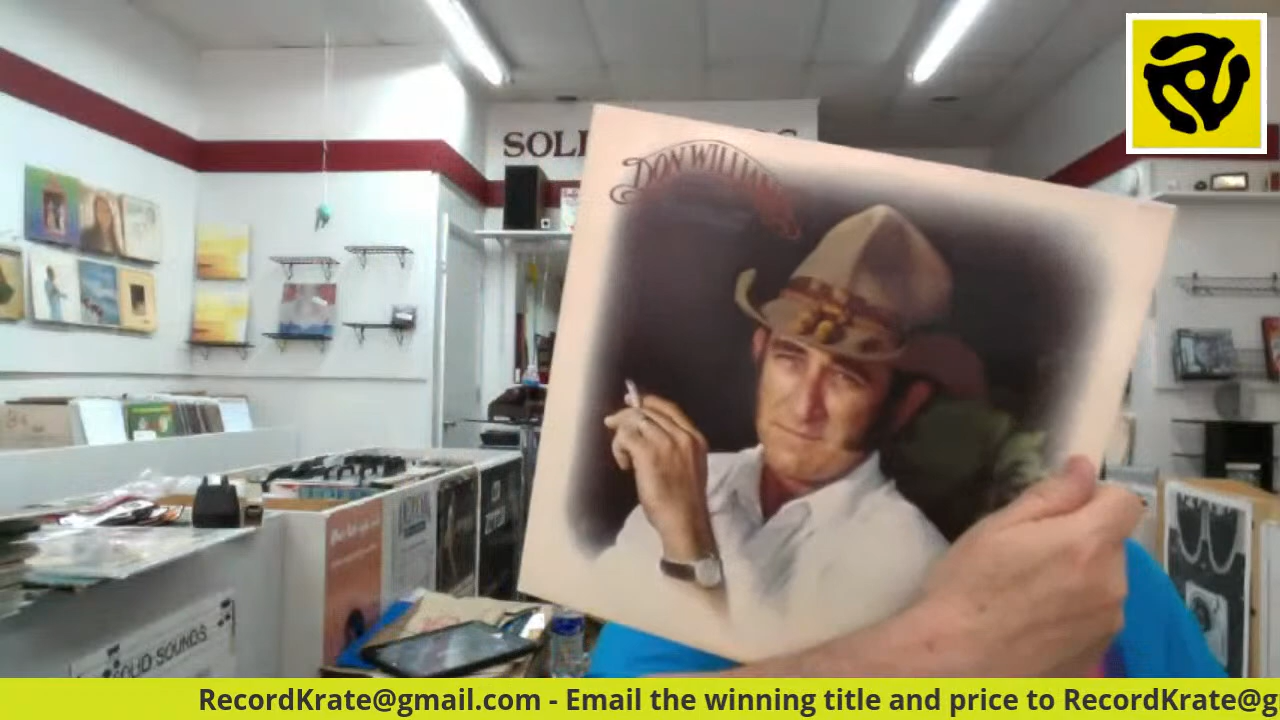 SOLI
DON WILLIAMS
SOLID SOUNDS
RecordKrate@gmail.com - Email the winning title and price to RecordKrate@g